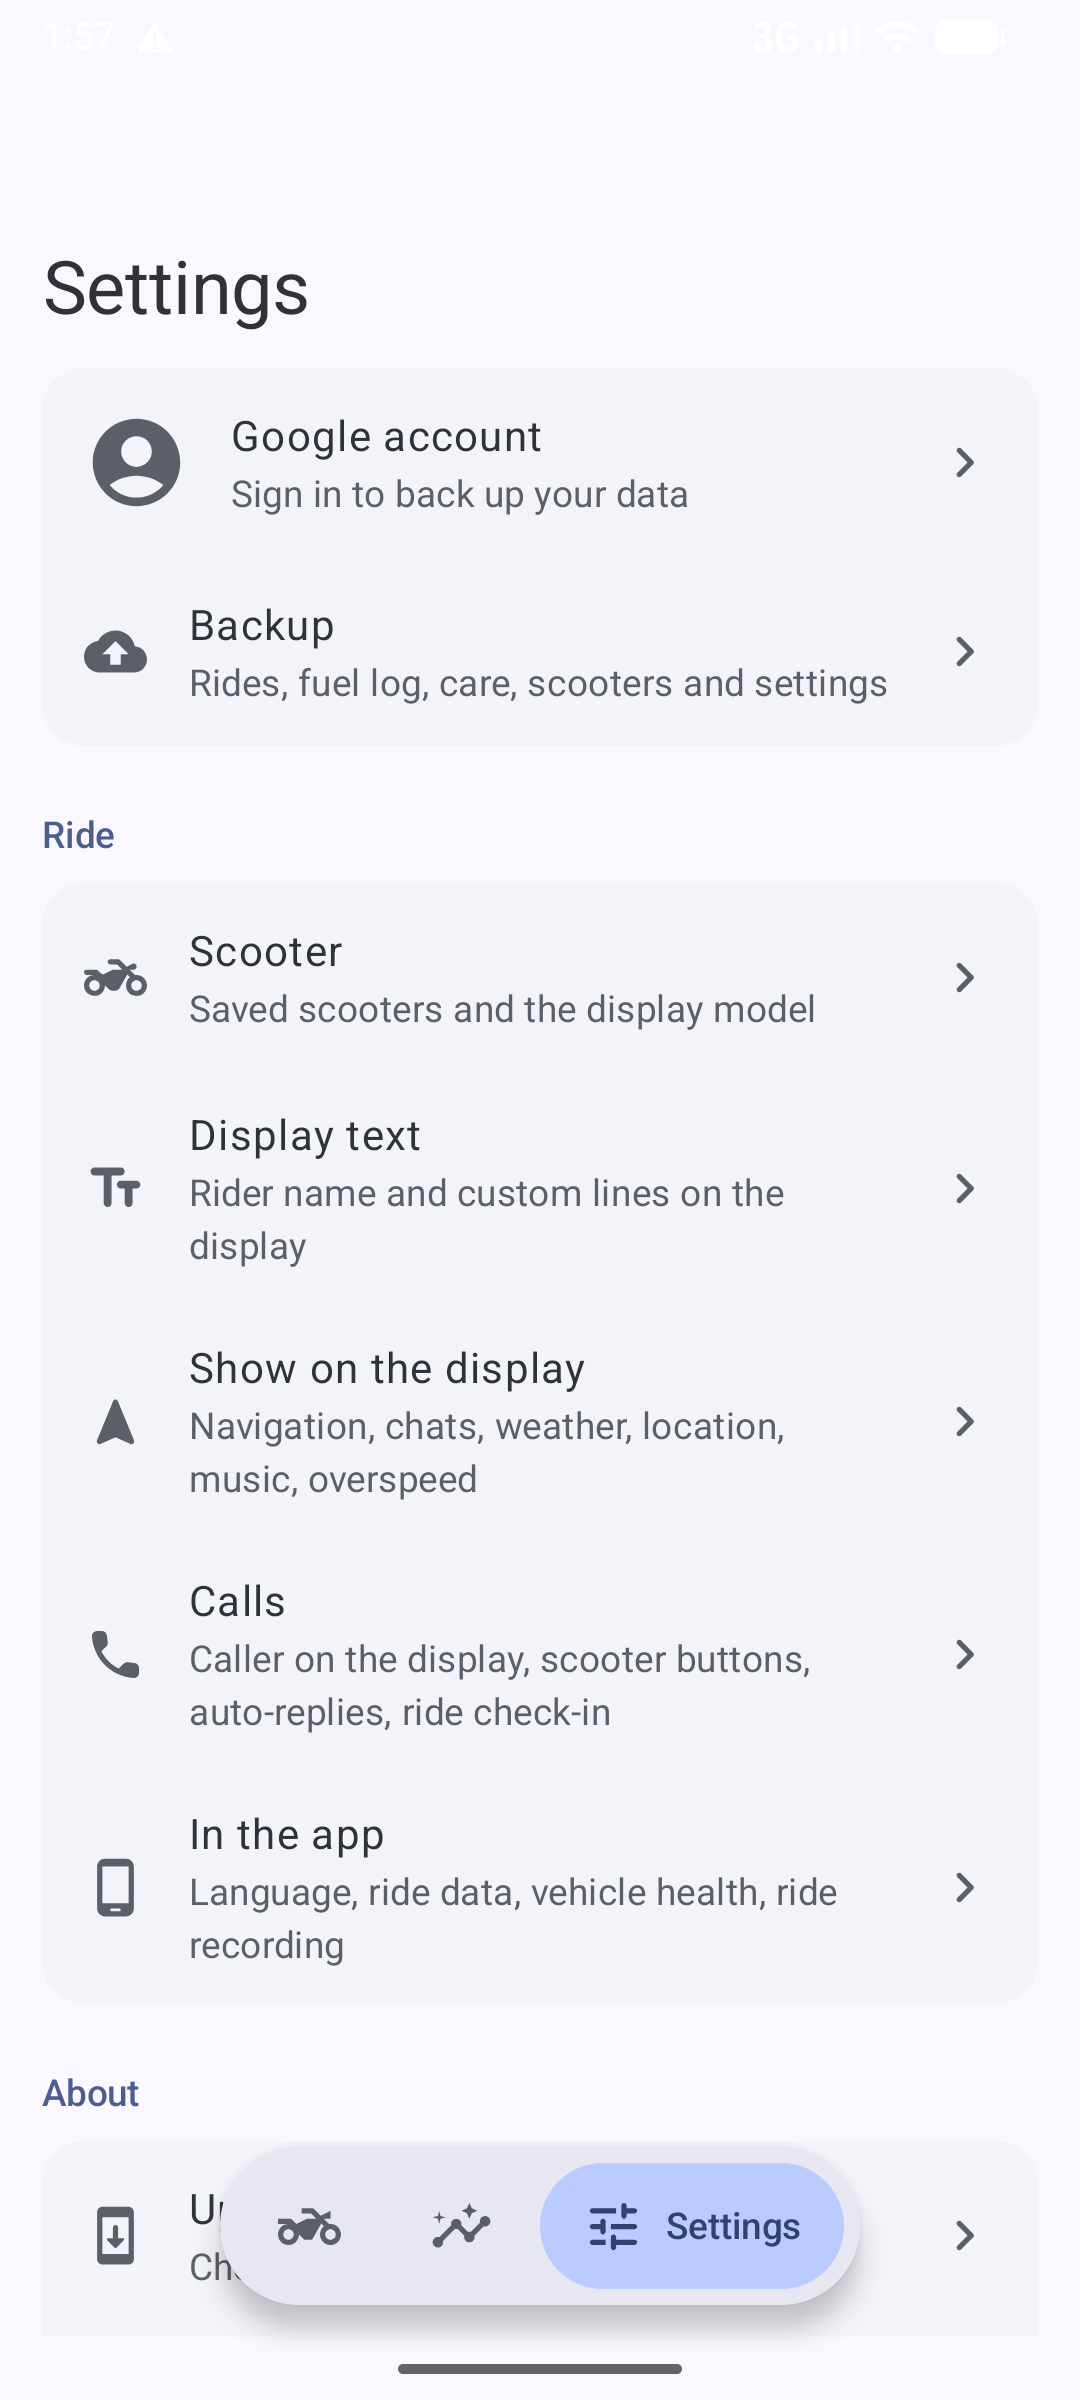 1:57
3G
Settings
Google account
Sign in to back up your data
Backup
Rides, fuel log, care, scooters and settings
Ride
Scooter
Saved scooters and the display model
Display text
Rider name and custom lines on the
display
Show on the display
Navigation, chats, weather, location,
music, overspeed
Calls
Caller on the display, scooter buttons,
auto-replies, ride check-in
In the app
Language, ride data, vehicle health, ride
recording
About
Settings